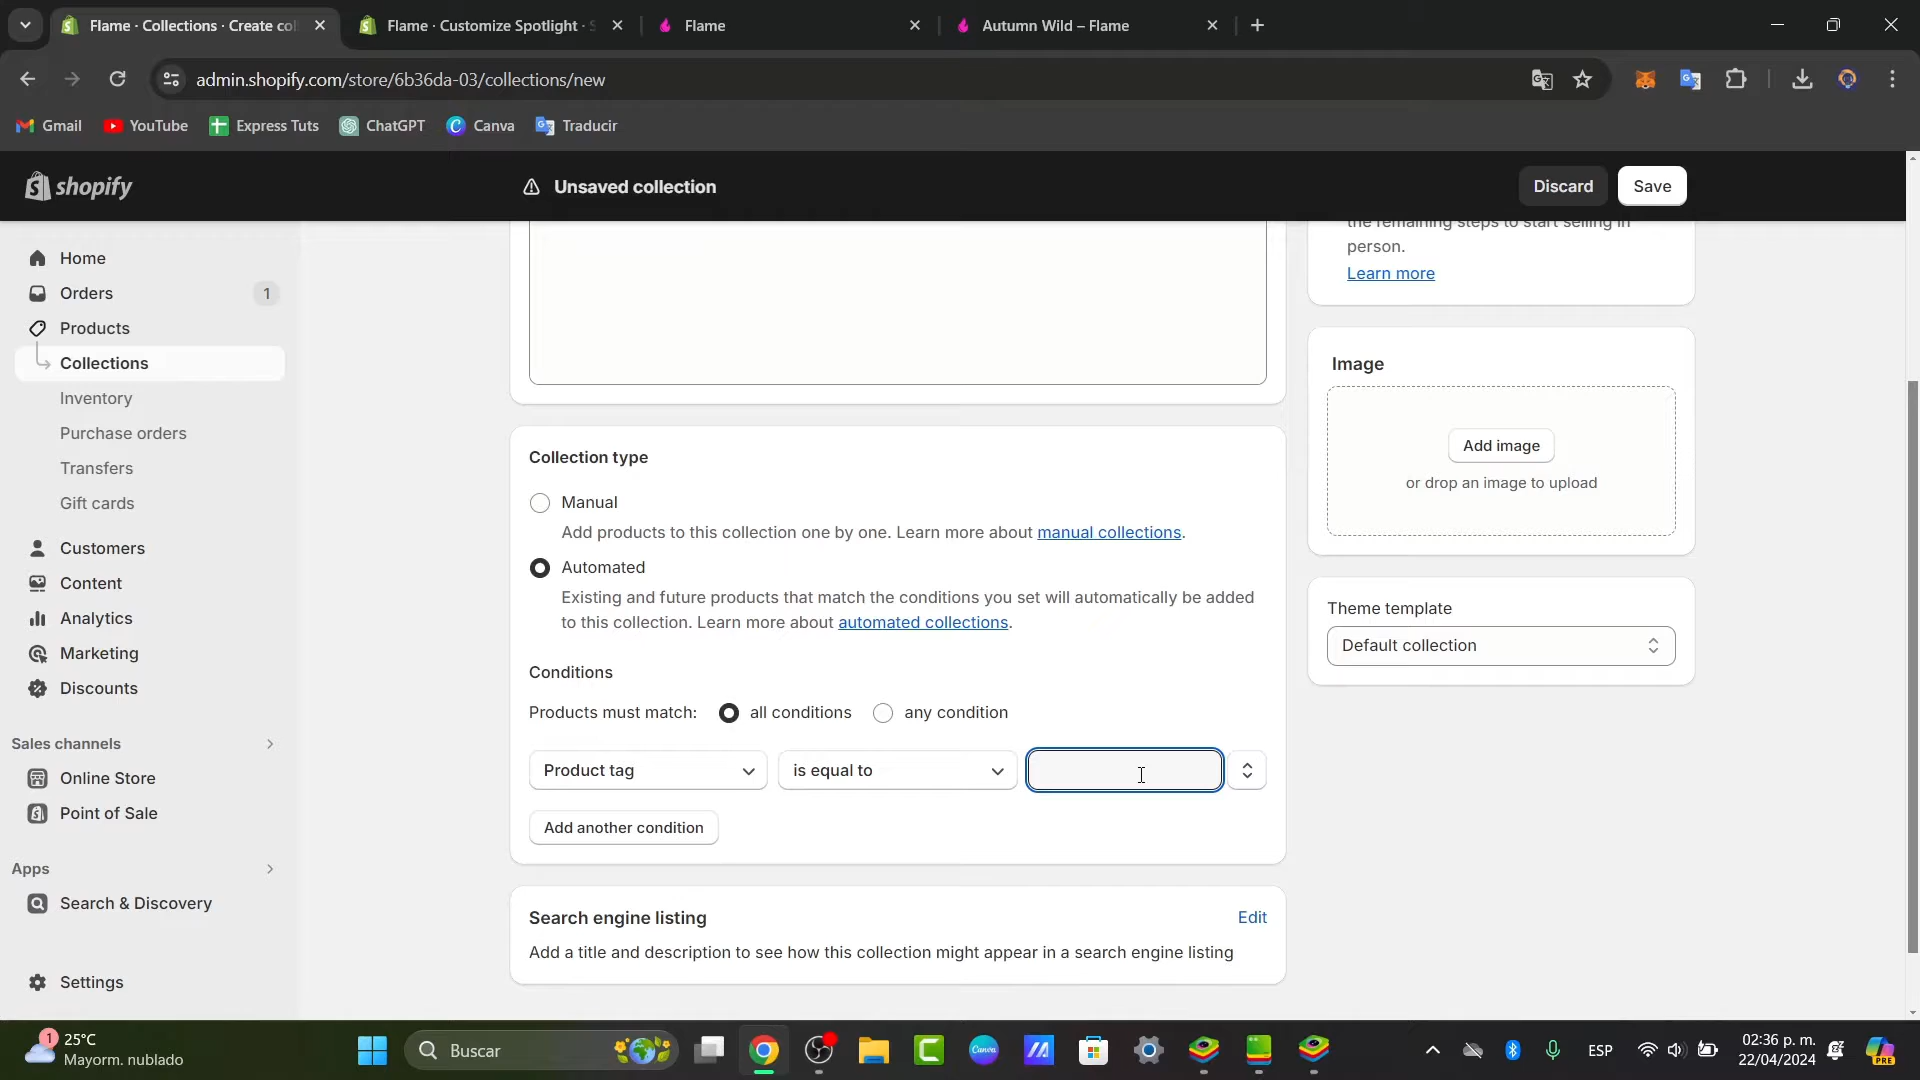 Flame · Collections · Create col
Flame · Customize Spotlight · S
Flame
Autumn Wild – Flame
admin.shopify.com/store/6b36da-03/collections/new
Gmail
YouTube
Express Tuts
ChatGPT
Canva
Traducir
shopify
Unsaved collection
Discard
Save
Home
Orders
1
Products
Collections
Inventory
Purchase orders
Transfers
Gift cards
Customers
Content
Analytics
Marketing
Discounts
Sales channels
Online Store
Point of Sale
Apps
Search & Discovery
Settings
Collection type
Manual
Add products to this collection one by one. Learn more about manual collections.
Automated
Existing and future products that match the conditions you set will automatically be added
to this collection. Learn more about automated collections.
Conditions
Products must match:
all conditions
any condition
Product tag
is equal to
Add another condition
Search engine listing
Edit
Add a title and description to see how this collection might appear in a search engine listing
the remaining steps to start selling in
person.
Learn more
Image
Add image
or drop an image to upload
Theme template
Default collection
1
25°C
Mayorm. nublado
Buscar
Canva
ESP
02:36 p. m.
22/04/2024
PRE